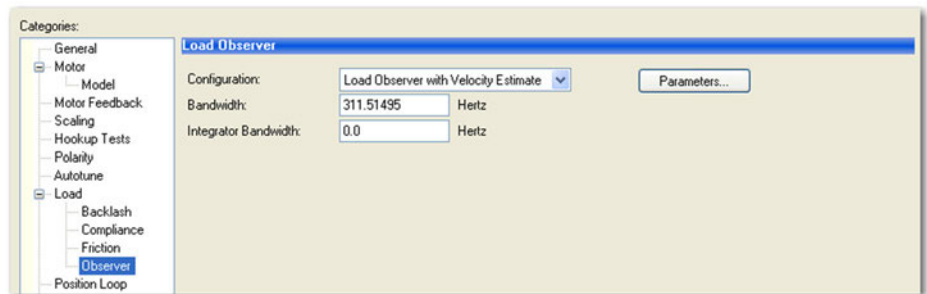 Categories:
General
Motor
Model
Motor Feedback
Scaling
Hookup Tests
Polarity
Autotune
Load
Backlash
Compliance
Friction
Observer
Position Loop
Load Observer
Configuration: Load Observer with Velocity Estimate Parameters...
Bandwidth: 311.51495 Hertz
Integrator Bandwidth: 0.0 Hertz